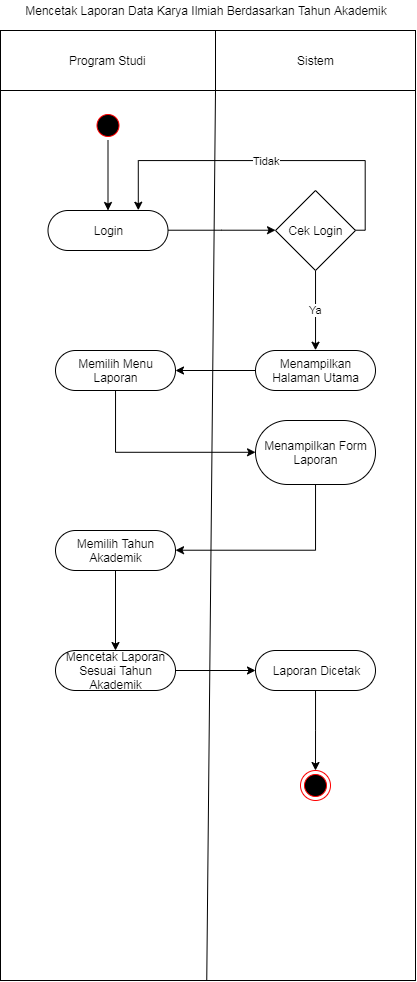 Mencetak Laporan Data Karya Ilmiah Berdasarkan Tahun Akademik
Program Studi
Sistem
Tidak
Login
Cek Login
Ya
Memilih Menu
Laporan
Menampilkan
Halaman Utama
Menampilkan Form
Laporan
Memilih Tahun
Akademik
Mencetak Laporan
Sesuai Tahun
Akademik
Laporan Dicetak